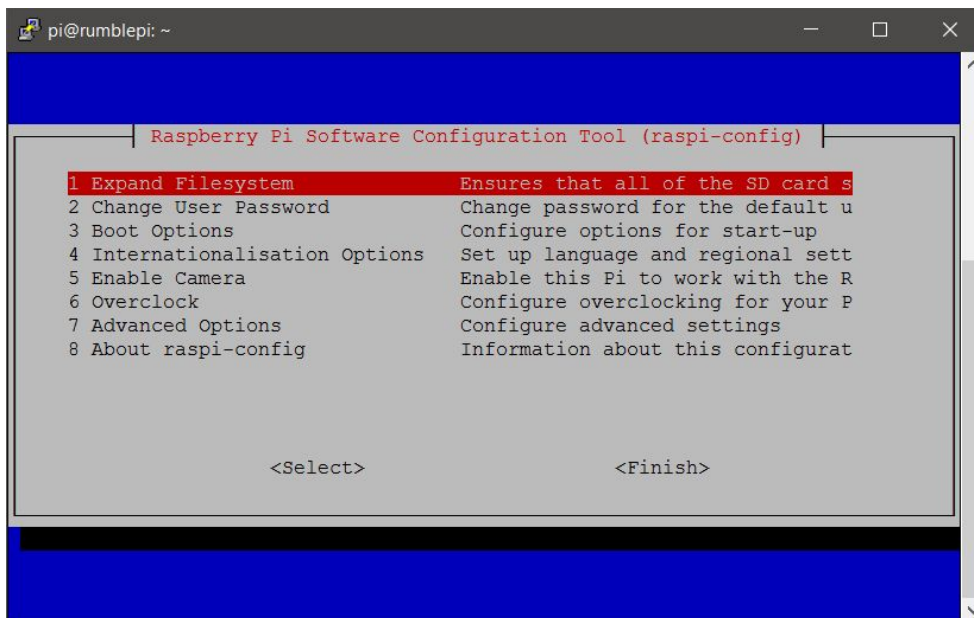 pi@rumblepi: ~
Raspberry Pi Software Configuration Tool (raspi-config)
1 Expand Filesystem Ensures that all of the SD card s
2 Change User Password Change password for the default u
3 Boot Options Configure options for start-up
4 Internationalisation Options Set up language and regional sett
5 Enable Camera Enable this Pi to work with the R
6 Overclock Configure overclocking for your P
7 Advanced Options Configure advanced settings
8 About raspi-config Information about this configurat
<Select> <Finish>